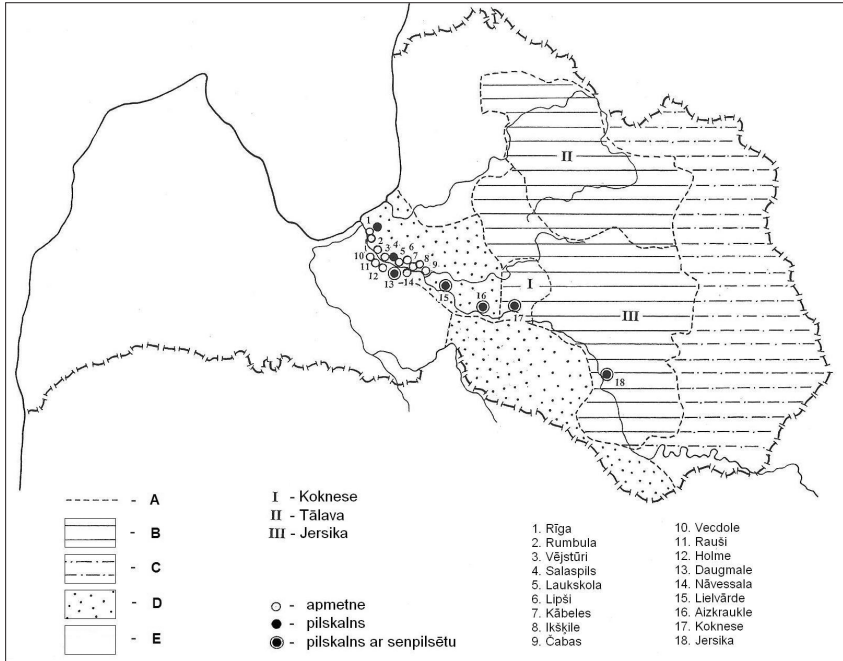 II
1
2
3
4
5
6
7
8
9
10
11
12
13
14
15
16
17
18
I
III
- A
- B
- C
- D
- E
I - Koknese
II - Tālava
III - Jersika
- apmetne
- pilskalns
- pilskalns ar senpilsētu
1. Rīga
2. Rumbula
3. Vējstūri
4. Salaspils
5. Laukskola
6. Lipši
7. Kābeles
8. Ikšķile
9. Čabas
10. Vecdole
11. Rauši
12. Holme
13. Daugmale
14. Nāvessala
15. Lielvārde
16. Aizkraukle
17. Koknese
18. Jersika